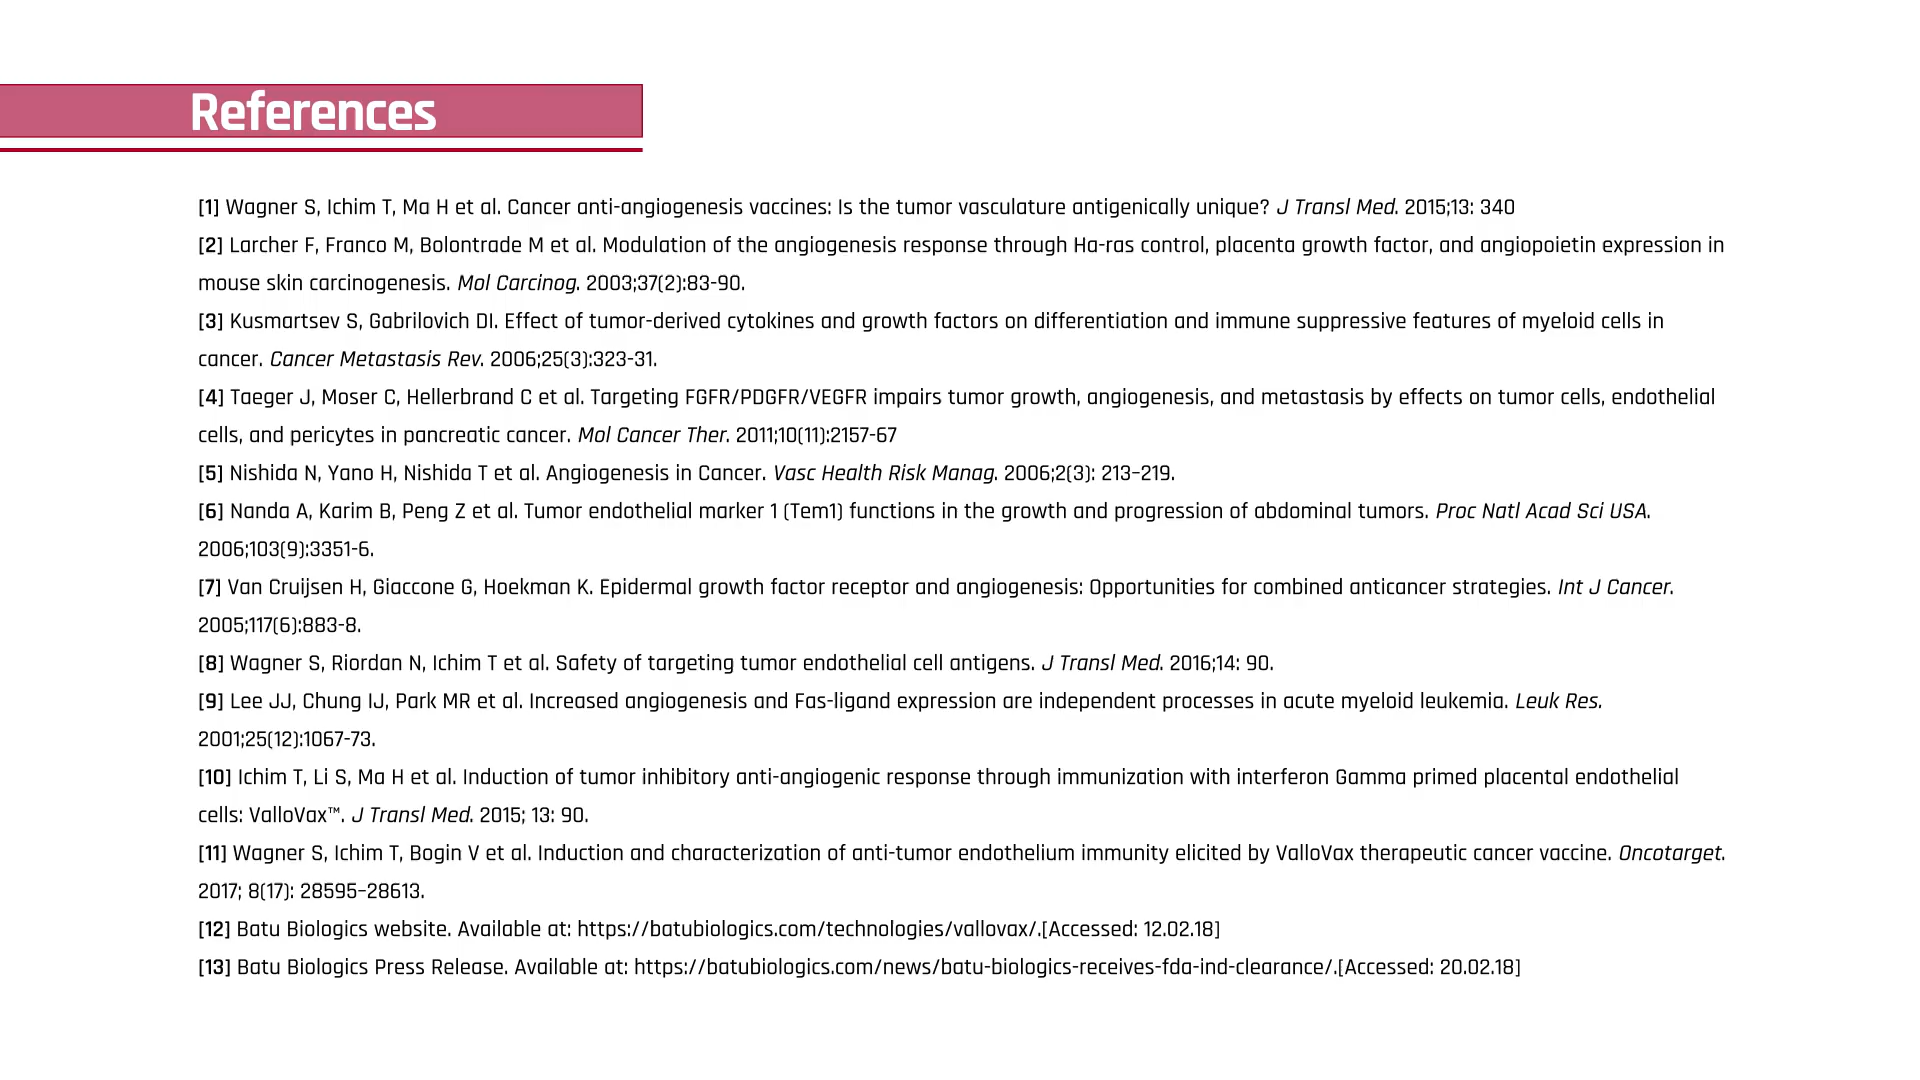 References
[1] Wagner S, Ichim T, Ma H et al. Cancer anti-angiogenesis vaccines: Is the tumor vasculature antigenically unique? J Transl Med. 2015;13: 340
[2] Larcher F, Franco M, Bolontrade M et al. Modulation of the angiogenesis response through Ha-ras control, placenta growth factor, and angiopoietin expression in
mouse skin carcinogenesis. Mol Carcinog. 2003;37(2):83-90.
[3] Kusmartsev S, Gabrilovich DI. Effect of tumor-derived cytokines and growth factors on differentiation and immune suppressive features of myeloid cells in
cancer. Cancer Metastasis Rev. 2006;25(3):323-31.
[4] Taeger J, Moser C, Hellerbrand C et al. Targeting FGFR/PDGFR/VEGFR impairs tumor growth, angiogenesis, and metastasis by effects on tumor cells, endothelial
cells, and pericytes in pancreatic cancer. Mol Cancer Ther. 2011;10(11):2157-67
[5] Nishida N, Yano H, Nishida T et al. Angiogenesis in Cancer. Vasc Health Risk Manag. 2006;2(3): 213–219.
[6] Nanda A, Karim B, Peng Z et al. Tumor endothelial marker 1 (Tem1) functions in the growth and progression of abdominal tumors. Proc Natl Acad Sci USA.
2006;103(9):3351-6.
[7] Van Cruijsen H, Giaccone G, Hoekman K. Epidermal growth factor receptor and angiogenesis: Opportunities for combined anticancer strategies. Int J Cancer.
2005;117(6):883-8.
[8] Wagner S, Riordan N, Ichim T et al. Safety of targeting tumor endothelial cell antigens. J Transl Med. 2016;14: 90.
[9] Lee JJ, Chung IJ, Park MR et al. Increased angiogenesis and Fas-ligand expression are independent processes in acute myeloid leukemia. Leuk Res.
2001;25(12):1067-73.
[10] Ichim T, Li S, Ma H et al. Induction of tumor inhibitory anti-angiogenic response through immunization with interferon Gamma primed placental endothelial
cells: ValloVax™. J Transl Med. 2015; 13: 90.
[11] Wagner S, Ichim T, Bogin V et al. Induction and characterization of anti-tumor endothelium immunity elicited by ValloVax therapeutic cancer vaccine. Oncotarget.
2017; 8(17): 28595–28613.
[12] Batu Biologics website. Available at: https://batubiologics.com/technologies/vallovax/.[Accessed: 12.02.18]
[13] Batu Biologics Press Release. Available at: https://batubiologics.com/news/batu-biologics-receives-fda-ind-clearance/.[Accessed: 20.02.18]